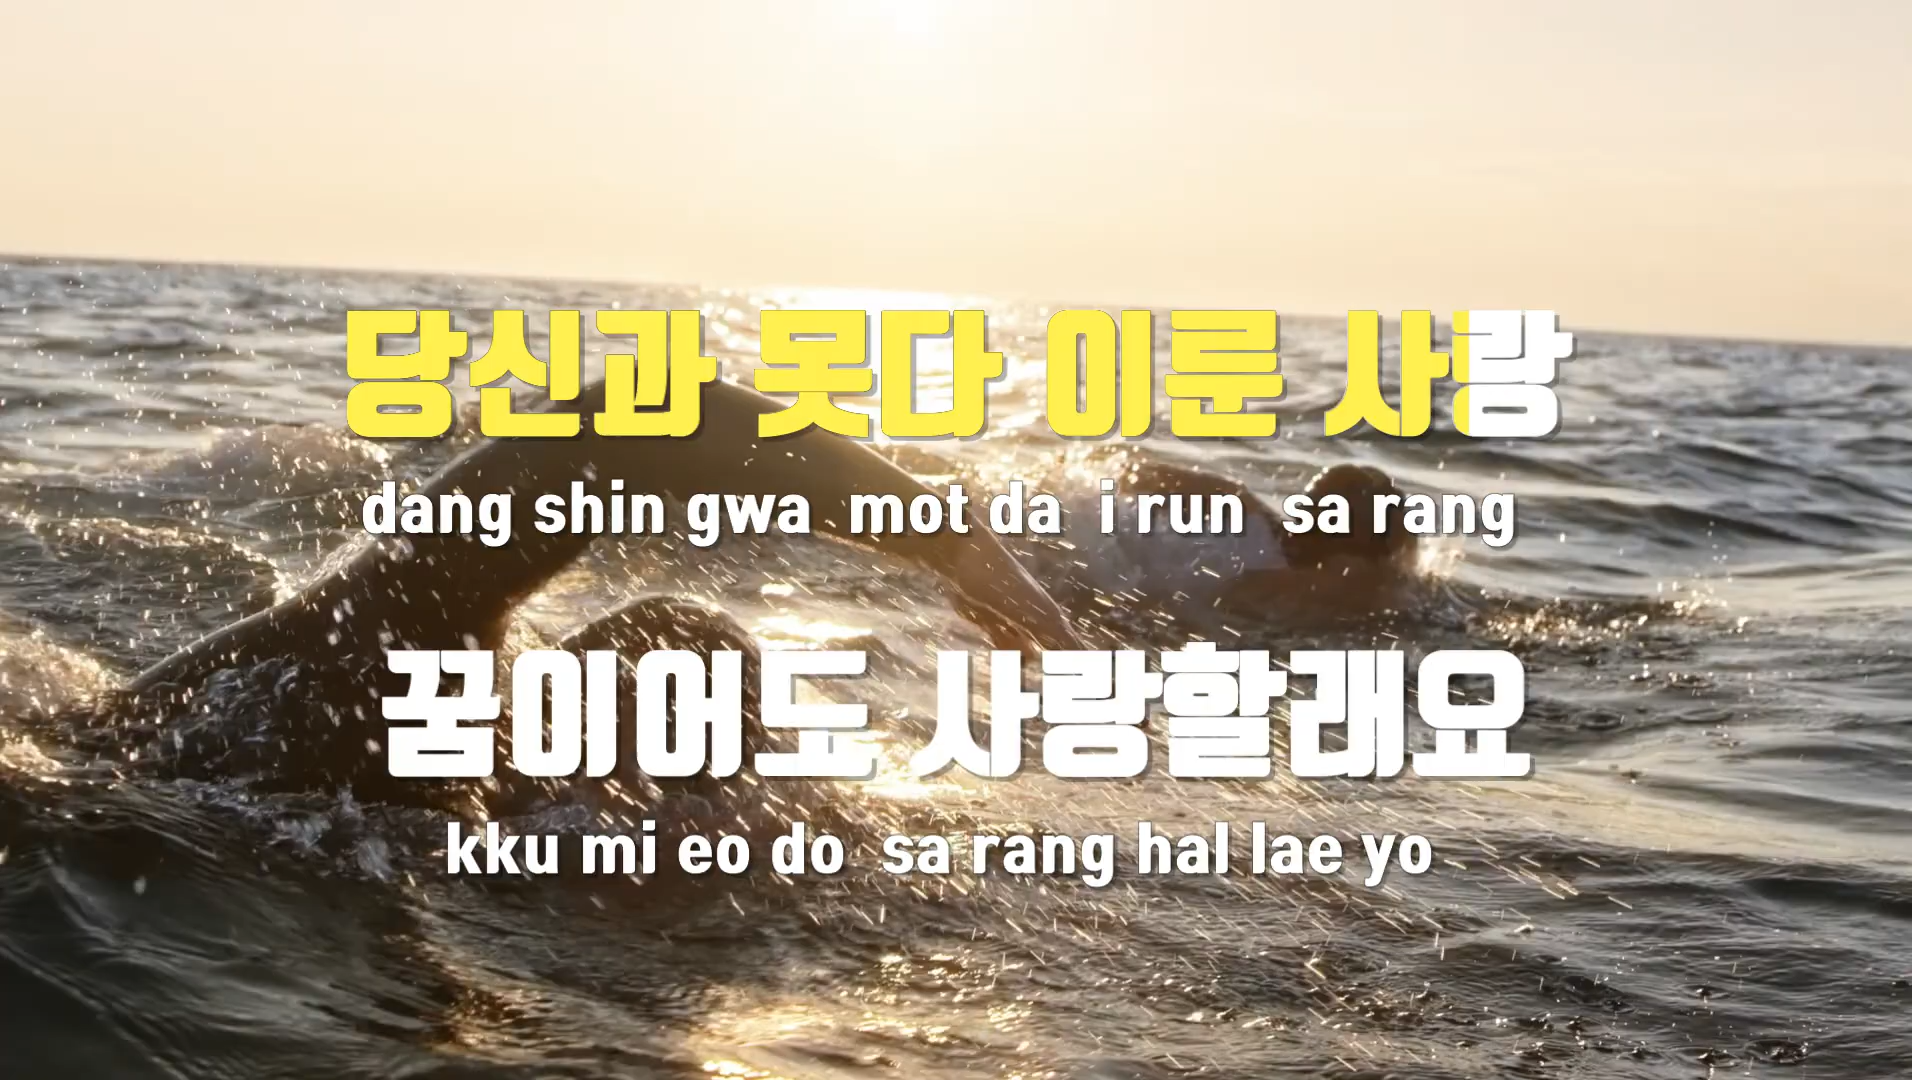 당신과 못다 이룬 사랑
dang shin gwa mot da i run sa rang
꿈이어도 사랑할래요
kku mi eo do sa rang hal lae yo